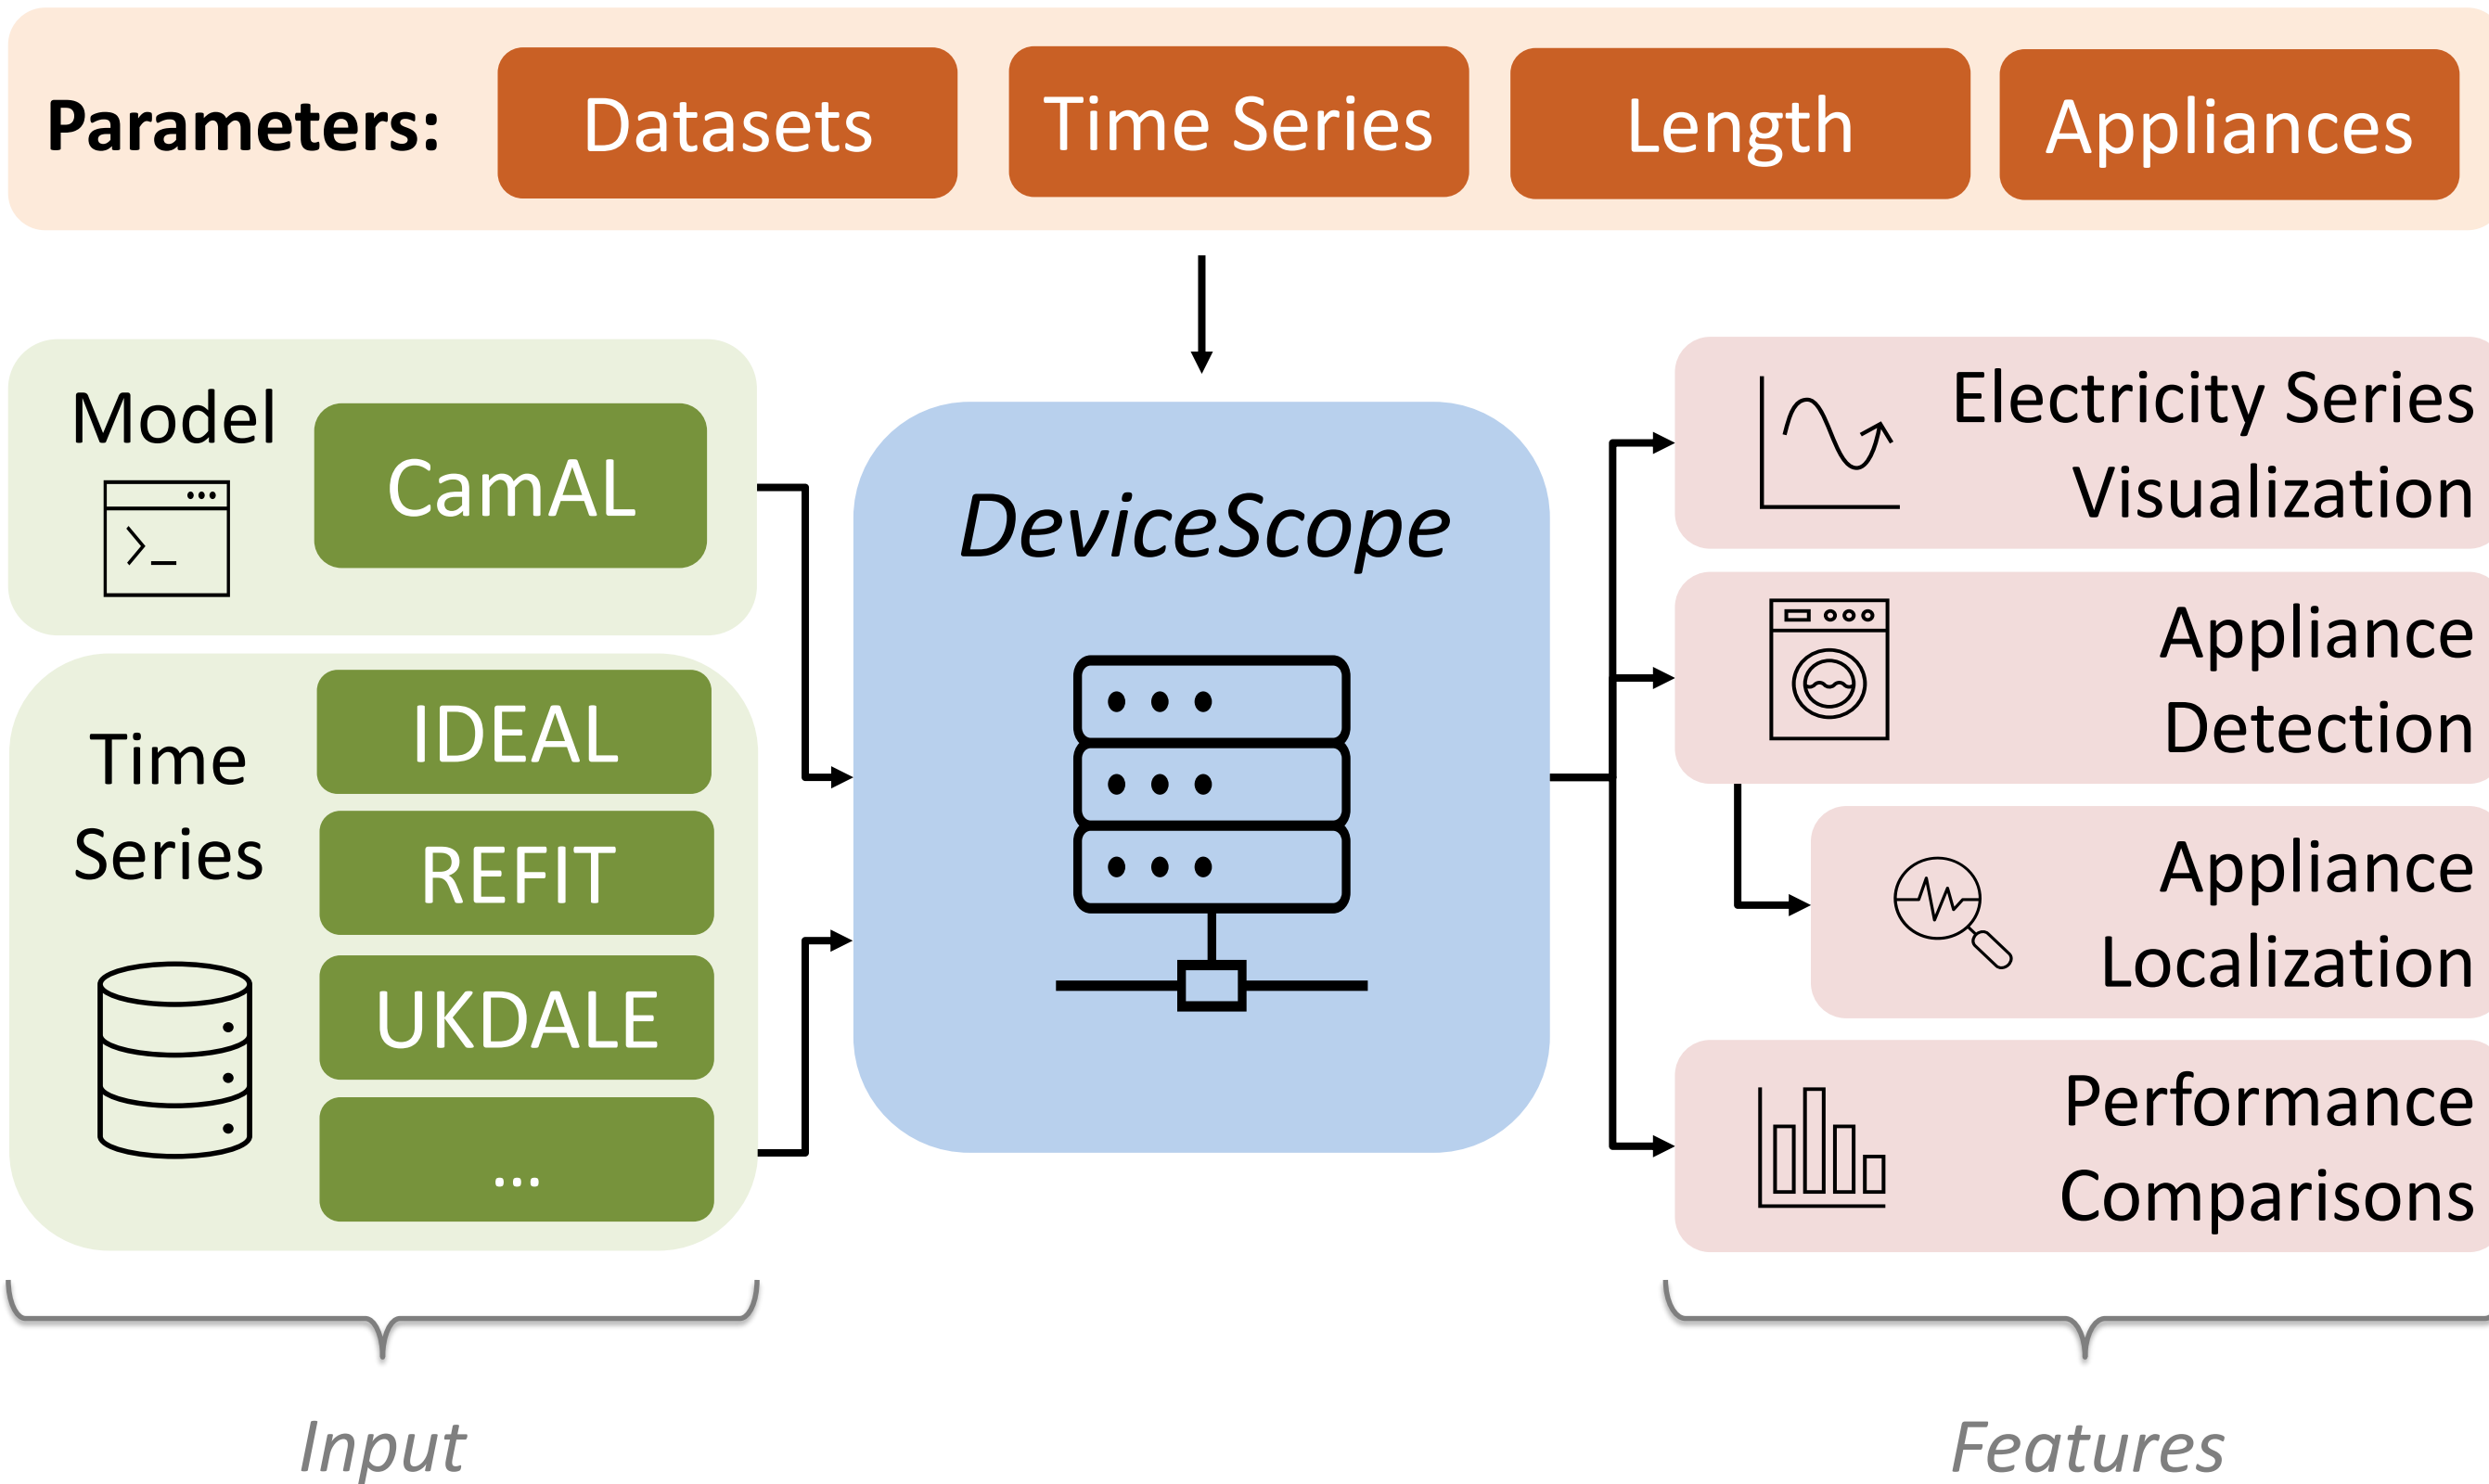 Parameters:
Datasets
Time Series
Length
Appliances
Model
CamAL
Time
Series
IDEAL
REFIT
UKDALE
...
DeviceScope
Electricity Series
Visualization
Appliance
Detection
Appliance
Localization
Performance
Comparisons
Input
Features